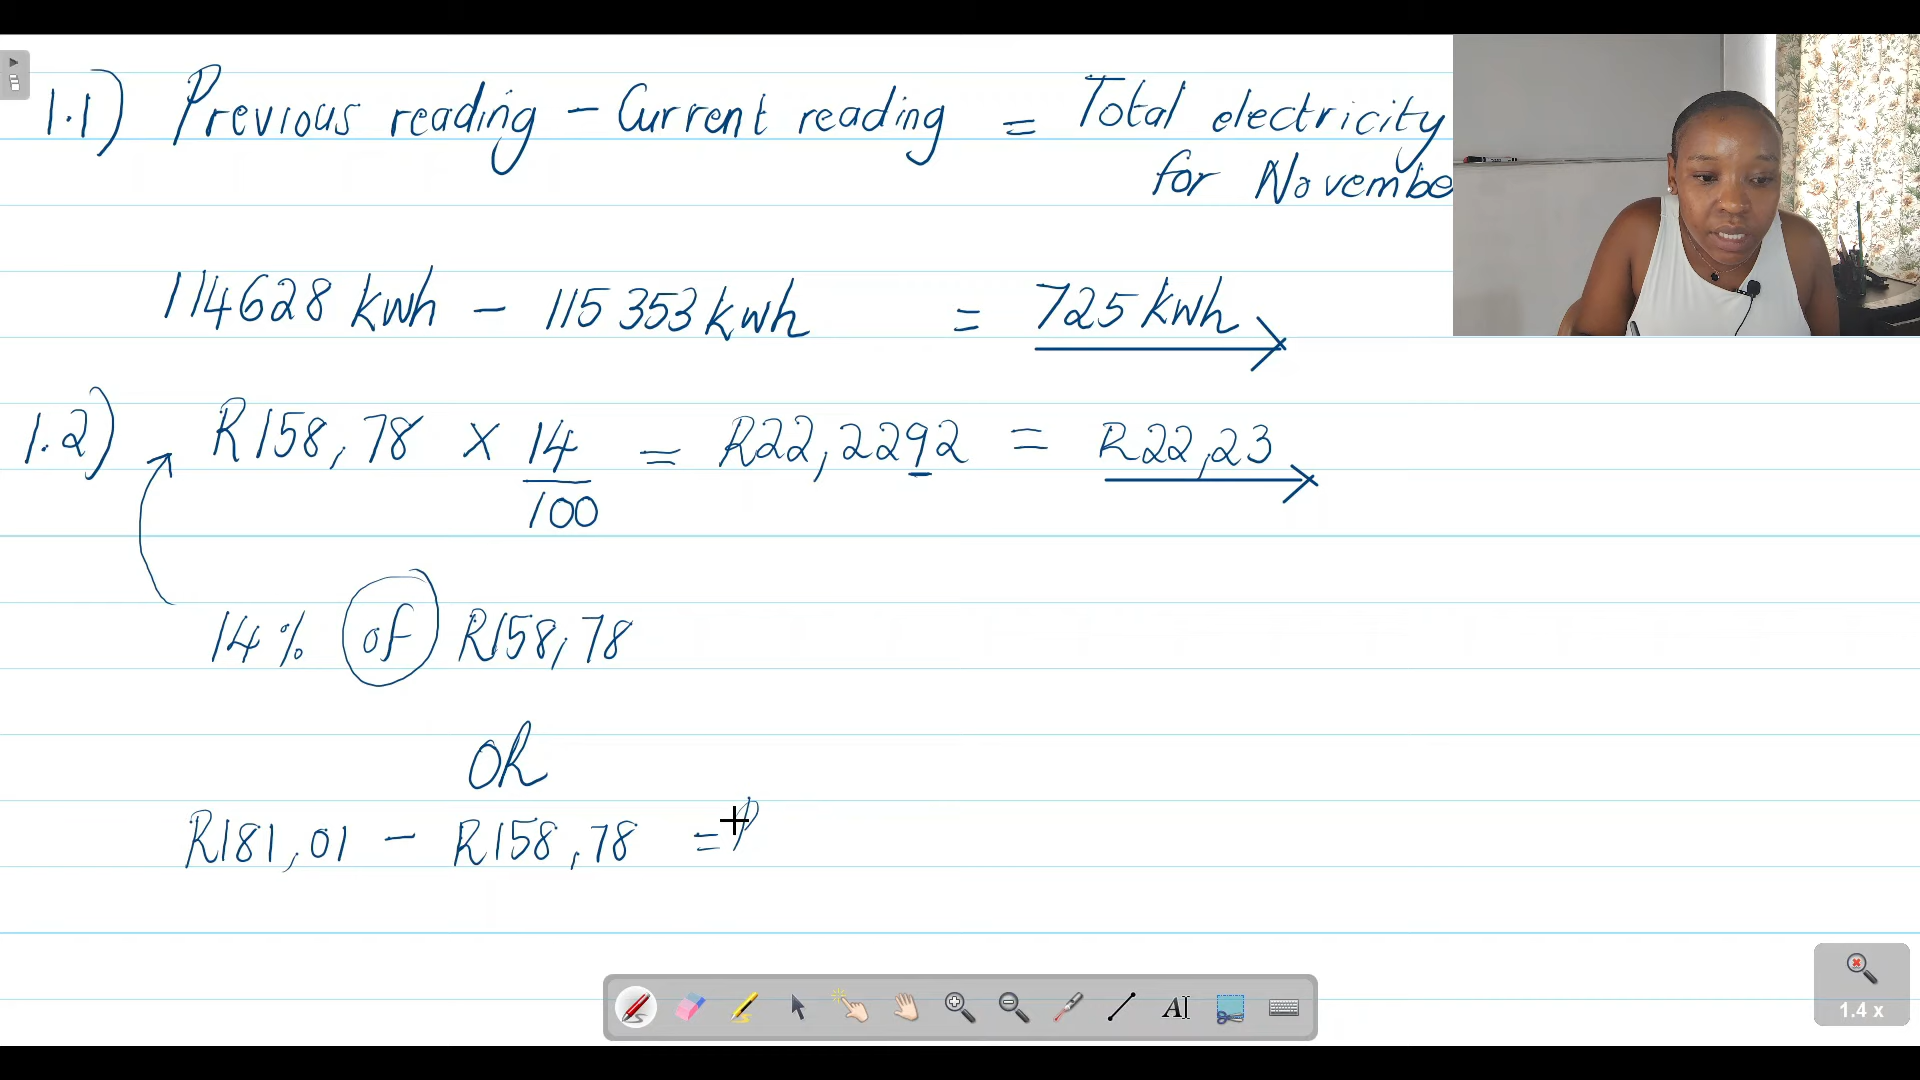 1.1) Previous reading - Current reading = Total electricity
for Novembe
114628 kwh - 115 353 kwh = 725 kwh
1.2) R158,78 x 14/100 = R22,2292 = R22,23
14% of R158,78
OR
R181,01 - R158,78 =
AI
1.4 x